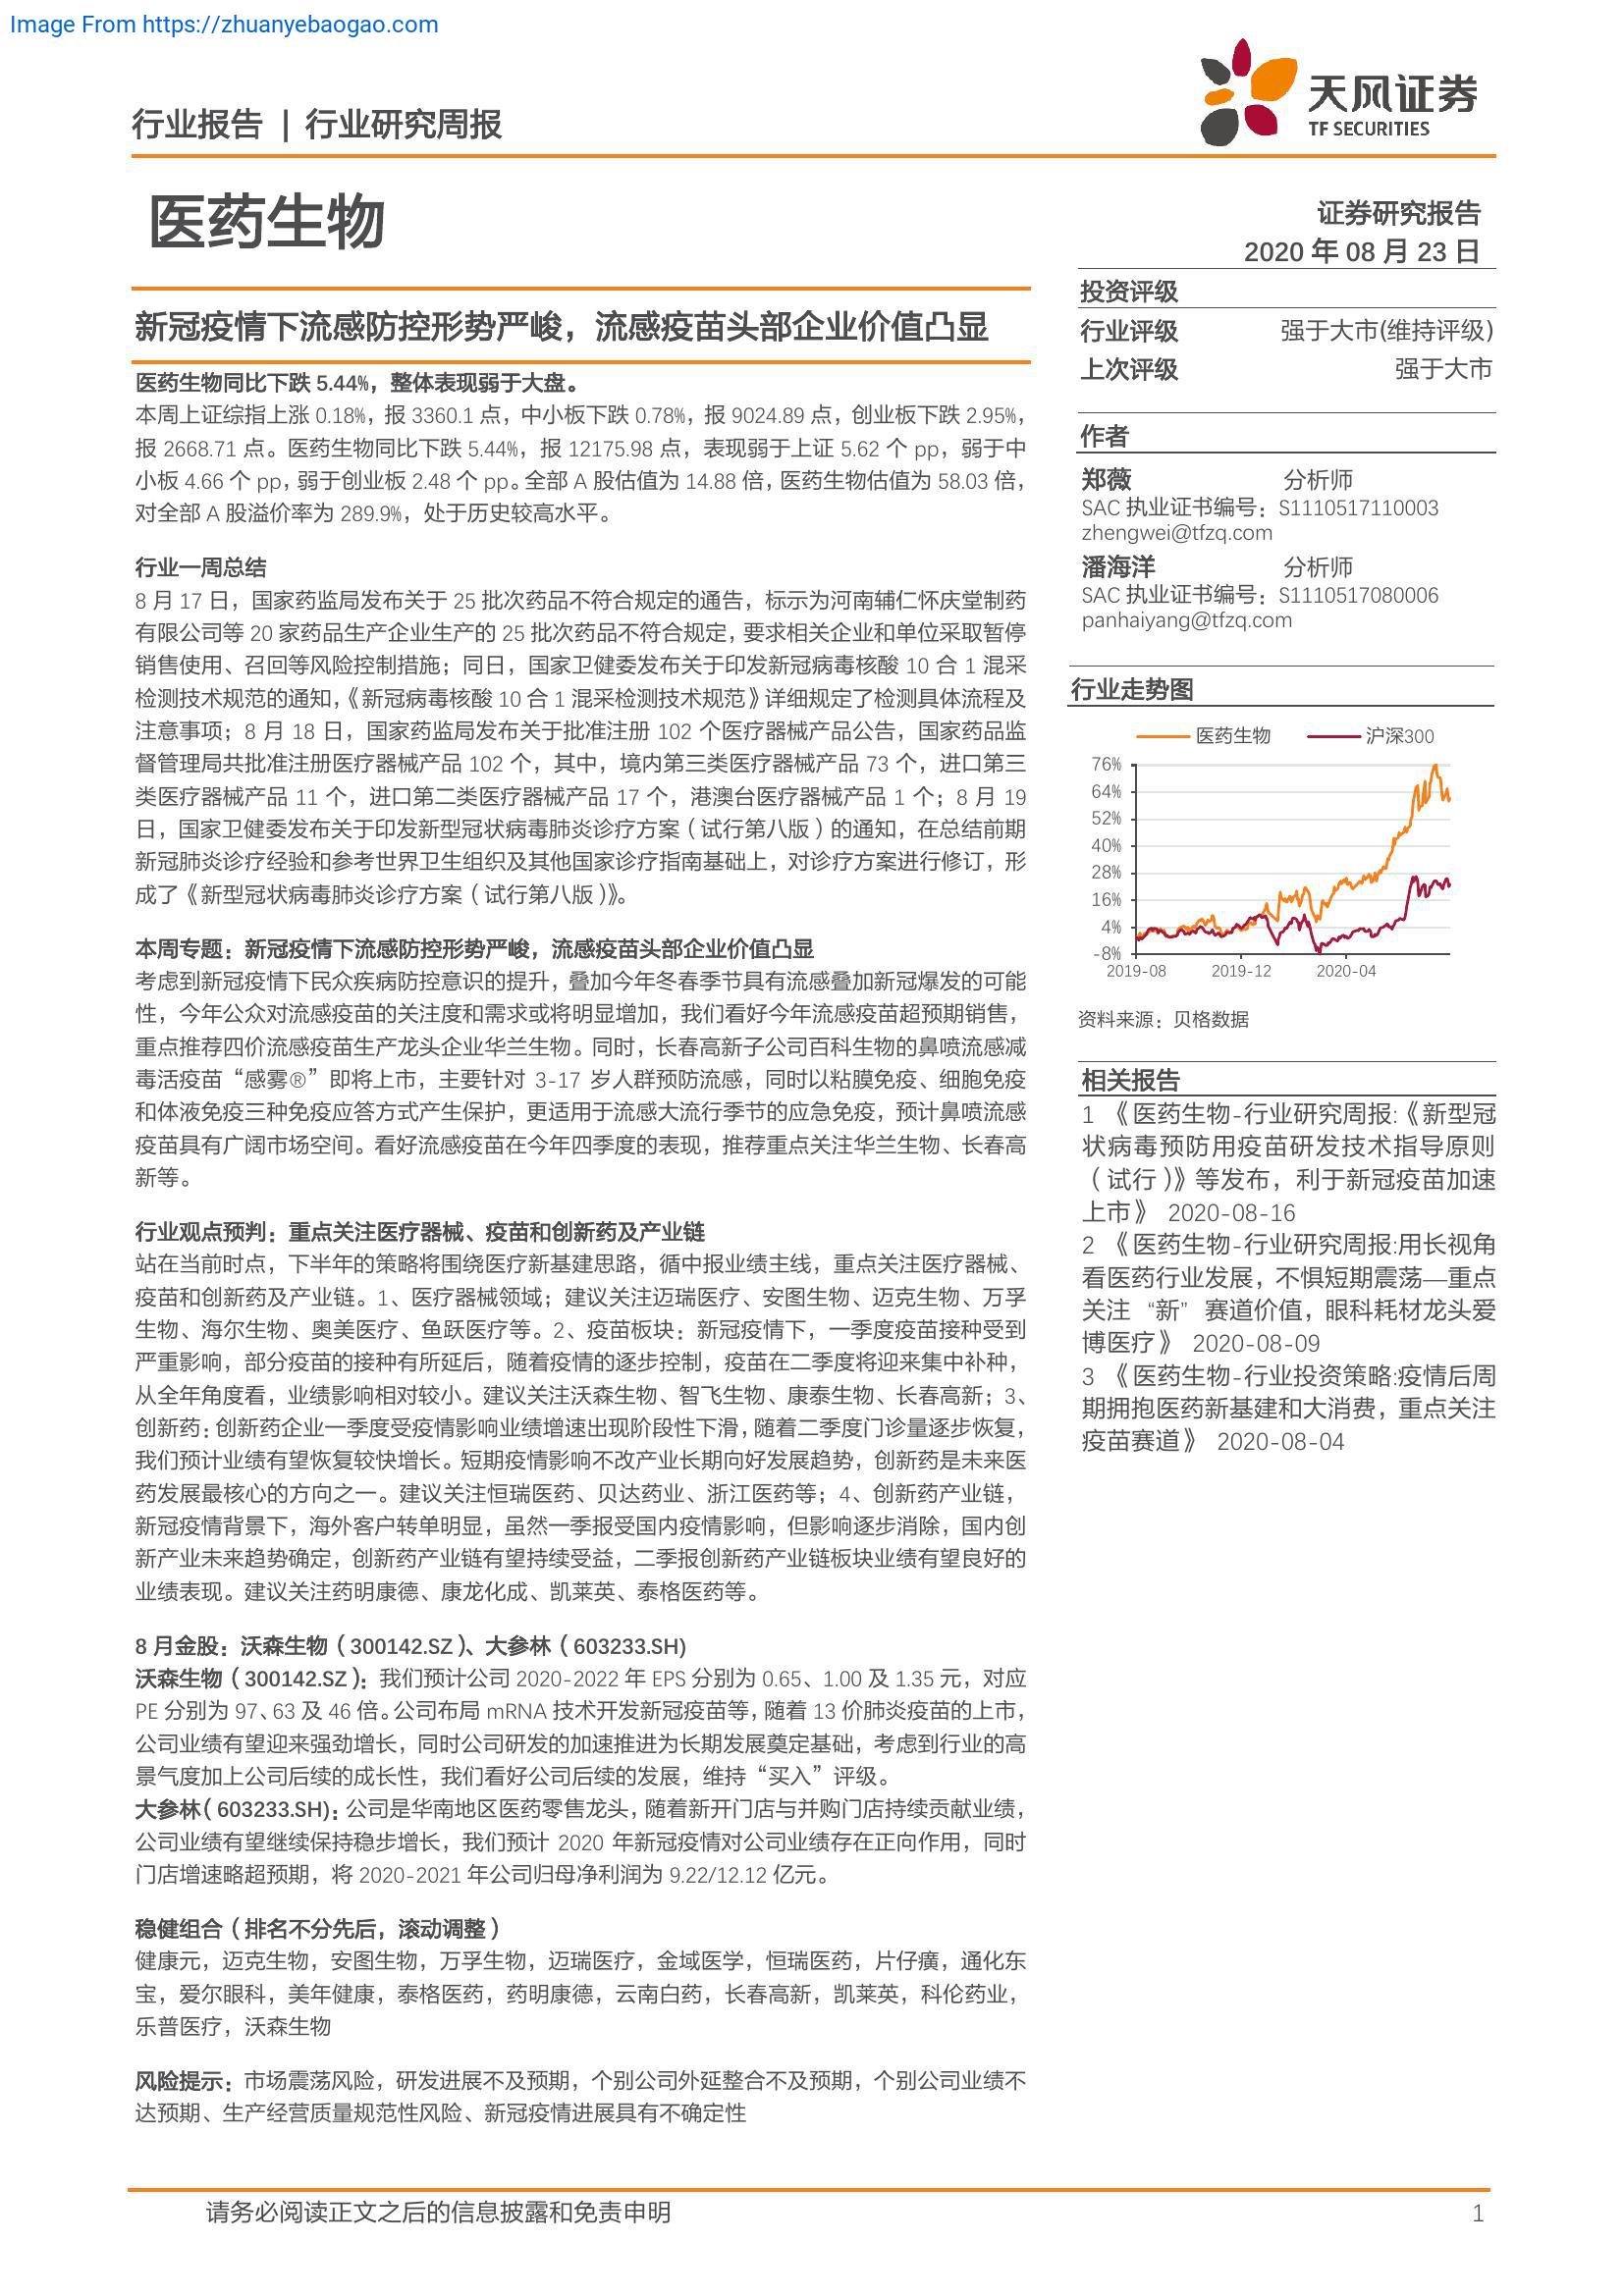 Image From https://zhuanyebaogao.com
行业报告 | 行业研究周报
天风证券
TF SECURITIES
医药生物
新冠疫情下流感防控形势严峻，流感疫苗头部企业价值凸显
医药生物同比下跌 5.44%，整体表现弱于大盘。
本周上证综指上涨 0.18%，报 3360.1 点，中小板下跌 0.78%，报 9024.89 点，创业板下跌 2.95%，
报 2668.71 点。医药生物同比下跌 5.44%，报 12175.98 点，表现弱于上证 5.62 个 pp，弱于中
小板 4.66 个 pp，弱于创业板 2.48 个 pp。全部 A 股估值为 14.88 倍，医药生物估值为 58.03 倍，
对全部 A 股溢价率为 289.9%，处于历史较高水平。
行业一周总结
8 月 17 日，国家药监局发布关于 25 批次药品不符合规定的通告，标示为河南辅仁怀庆堂制药
有限公司等 20 家药品生产企业生产的 25 批次药品不符合规定，要求相关企业和单位采取暂停
销售使用、召回等风险控制措施；同日，国家卫健委发布关于印发新冠病毒核酸 10 合 1 混采
检测技术规范的通知，《新冠病毒核酸 10 合 1 混采检测技术规范》详细规定了检测具体流程及
注意事项；8 月 18 日，国家药监局发布关于批准注册 102 个医疗器械产品公告，国家药品监
督管理局共批准注册医疗器械产品 102 个，其中，境内第三类医疗器械产品 73 个，进口第三
类医疗器械产品 11 个，进口第二类医疗器械产品 17 个，港澳台医疗器械产品 1 个；8 月 19
日，国家卫健委发布关于印发新型冠状病毒肺炎诊疗方案（试行第八版）的通知，在总结前期
新冠肺炎诊疗经验和参考世界卫生组织及其他国家诊疗指南基础上，对诊疗方案进行修订，形
成了《新型冠状病毒肺炎诊疗方案（试行第八版）》。
本周专题：新冠疫情下流感防控形势严峻，流感疫苗头部企业价值凸显
考虑到新冠疫情下民众疾病防控意识的提升，叠加今年冬春季节具有流感叠加新冠爆发的可能
性，今年公众对流感疫苗的关注度和需求或将明显增加，我们看好今年流感疫苗超预期销售，
重点推荐四价流感疫苗生产龙头企业华兰生物。同时，长春高新子公司百科生物的鼻喷流感减
毒活疫苗“感雾®”即将上市，主要针对 3-17 岁人群预防流感，同时以粘膜免疫、细胞免疫
和体液免疫三种免疫应答方式产生保护，更适用于流感大流行季节的应急免疫，预计鼻喷流感
疫苗具有广阔市场空间。看好流感疫苗在今年四季度的表现，推荐重点关注华兰生物、长春高
新等。
行业观点预判：重点关注医疗器械、疫苗和创新药及产业链
站在当前时点，下半年的策略将围绕医疗新基建思路，循中报业绩主线，重点关注医疗器械、
疫苗和创新药及产业链。1、医疗器械领域；建议关注迈瑞医疗、安图生物、迈克生物、万孚
生物、海尔生物、奥美医疗、鱼跃医疗等。2、疫苗板块：新冠疫情下，一季度疫苗接种受到
严重影响，部分疫苗的接种有所延后，随着疫情的逐步控制，疫苗在二季度将迎来集中补种，
从全年角度看，业绩影响相对较小。建议关注沃森生物、智飞生物、康泰生物、长春高新；3、
创新药：创新药企业一季度受疫情影响业绩增速出现阶段性下滑，随着二季度门诊量逐步恢复，
我们预计业绩有望恢复较快增长。短期疫情影响不改产业长期向好发展趋势，创新药是未来医
药发展最核心的方向之一。建议关注恒瑞医药、贝达药业、浙江医药等；4、创新药产业链，
新冠疫情背景下，海外客户转单明显，虽然一季报受国内疫情影响，但影响逐步消除，国内创
新产业未来趋势确定，创新药产业链有望持续受益，二季报创新药产业链板块业绩有望良好的
业绩表现。建议关注药明康德、康龙化成、凯莱英、泰格医药等。
8 月金股：沃森生物（300142.SZ）、大参林（603233.SH)
沃森生物（300142.SZ）：我们预计公司 2020-2022 年 EPS 分别为 0.65、1.00 及 1.35 元，对应
PE 分别为 97、63 及 46 倍。公司布局 mRNA 技术开发新冠疫苗等，随着 13 价肺炎疫苗的上市，
公司业绩有望迎来强劲增长，同时公司研发的加速推进为长期发展奠定基础，考虑到行业的高
景气度加上公司后续的成长性，我们看好公司后续的发展，维持“买入”评级。
大参林（603233.SH)：公司是华南地区医药零售龙头，随着新开门店与并购门店持续贡献业绩，
公司业绩有望继续保持稳步增长，我们预计 2020 年新冠疫情对公司业绩存在正向作用，同时
门店增速略超预期，将 2020-2021 年公司归母净利润为 9.22/12.12 亿元。
稳健组合（排名不分先后，滚动调整）
健康元，迈克生物，安图生物，万孚生物，迈瑞医疗，金域医学，恒瑞医药，片仔癀，通化东
宝，爱尔眼科，美年健康，泰格医药，药明康德，云南白药，长春高新，凯莱英，科伦药业，
乐普医疗，沃森生物
风险提示：市场震荡风险，研发进展不及预期，个别公司外延整合不及预期，个别公司业绩不
达预期、生产经营质量规范性风险、新冠疫情进展具有不确定性
证券研究报告
2020 年 08 月 23 日
投资评级
行业评级 强于大市(维持评级)
上次评级 强于大市
作者
郑薇 分析师
SAC 执业证书编号：S1110517110003
zhengwei@tfzq.com
潘海洋 分析师
SAC 执业证书编号：S1110517080006
panhaiyang@tfzq.com
行业走势图
医药生物 沪深300
76%
64%
52%
40%
28%
16%
4%
-8%
2019-08 2019-12 2020-04
资料来源：贝格数据
相关报告
1 《医药生物-行业研究周报:《新型冠
状病毒预防用疫苗研发技术指导原则
（试行）》等发布，利于新冠疫苗加速
上市》 2020-08-16
2 《医药生物-行业研究周报:用长视角
看医药行业发展，不惧短期震荡—重点
关注 “新” 赛道价值，眼科耗材龙头爱
博医疗》 2020-08-09
3 《医药生物-行业投资策略:疫情后周
期拥抱医药新基建和大消费，重点关注
疫苗赛道》 2020-08-04
请务必阅读正文之后的信息披露和免责申明 1